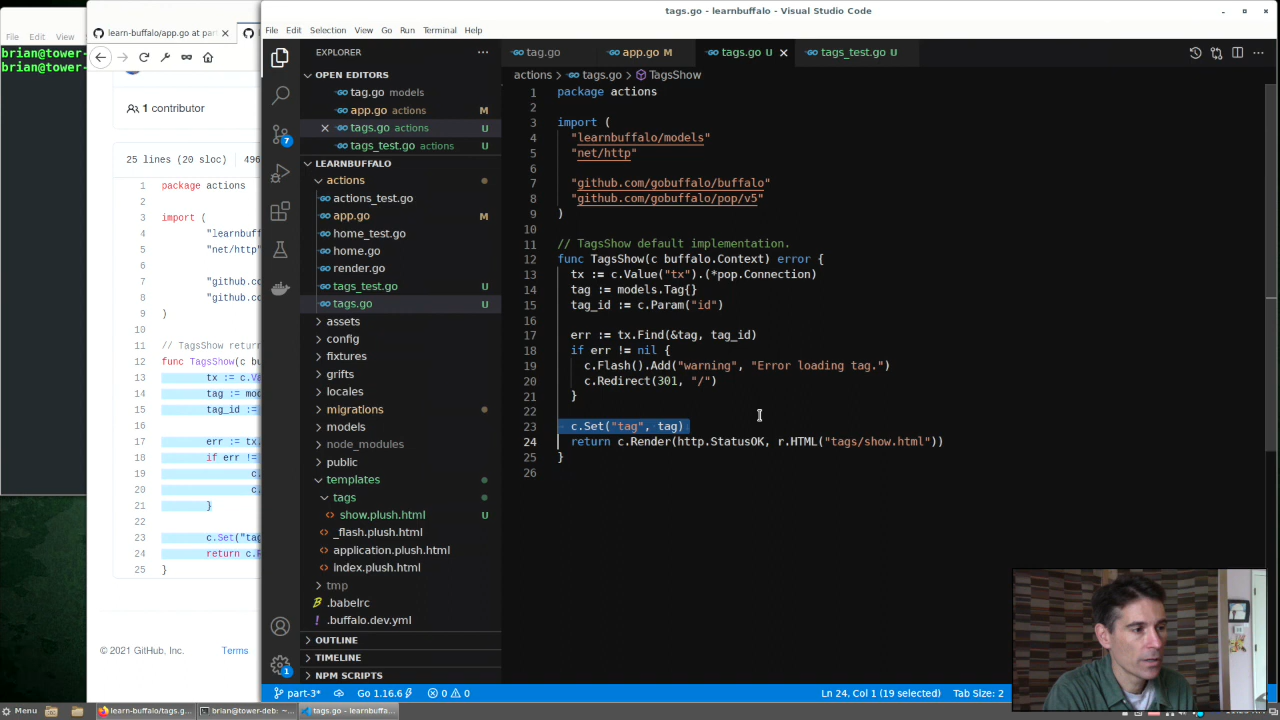 tags.go - learnbuffalo - Visual Studio Code
File Edit View
brian@tower-
brian@tower-
learn-buffalo/app.go at part
1 contributor
25 lines (20 sloc) 496
1 package actions
2
3 import (
4 "learnbuff
5 "net/http"
6
7 "github.co
8 "github.co
9 )
10
11 // TagsShow retur
12 func TagsShow(c b
13 tx := c.Va
14 tag := mod
15 tag_id :=
16
17 err := tx.
18 if err !=
19 c.
20 c.
21 }
22
23 c.Set("tag
24 return c.R
25 }
© 2021 GitHub, Inc. Terms
File Edit Selection View Go Run Terminal Help
EXPLORER
OPEN EDITORS
tag.go models
app.go actions M
tags.go actions U
tags_test.go actions U
LEARNBUFFALO
actions
actions_test.go
app.go M
home_test.go
home.go
render.go
tags_test.go U
tags.go U
assets
config
fixtures
grifts
locales
migrations
models
node_modules
public
templates
tags
show.plush.html U
_flash.plush.html
application.plush.html
index.plush.html
tmp
.babelrc
.buffalo.dev.yml
OUTLINE
TIMELINE
NPM SCRIPTS
7
1
tag.go app.go M tags.go U tags_test.go U
actions > tags.go > TagsShow
1 package actions
2
3 import (
4 "learnbuffalo/models"
5 "net/http"
6
7 "github.com/gobuffalo/buffalo"
8 "github.com/gobuffalo/pop/v5"
9 )
10
11 // TagsShow default implementation.
12 func TagsShow(c buffalo.Context) error {
13 tx := c.Value("tx").(*pop.Connection)
14 tag := models.Tag{}
15 tag_id := c.Param("id")
16
17 err := tx.Find(&tag, tag_id)
18 if err != nil {
19 c.Flash().Add("warning", "Error loading tag.")
20 c.Redirect(301, "/")
21 }
22
23 c.Set("tag", tag)
24 return c.Render(http.StatusOK, r.HTML("tags/show.html"))
25 }
26
part-3* Go 1.16.6 0 0 Ln 24, Col 1 (19 selected) Tab Size: 2
Menu learn-buffalo/tags.g... brian@tower-deb: ~... tags.go - learnbuffa...